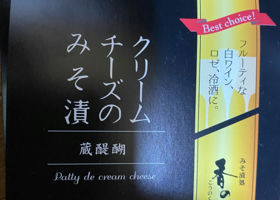 Best choice!
フルーティな
白ワイン、
ロゼ、冷酒に。
クリーム
チーズの
みそ漬
蔵醍醐
Patty de cream cheese
みそ漬処
香の